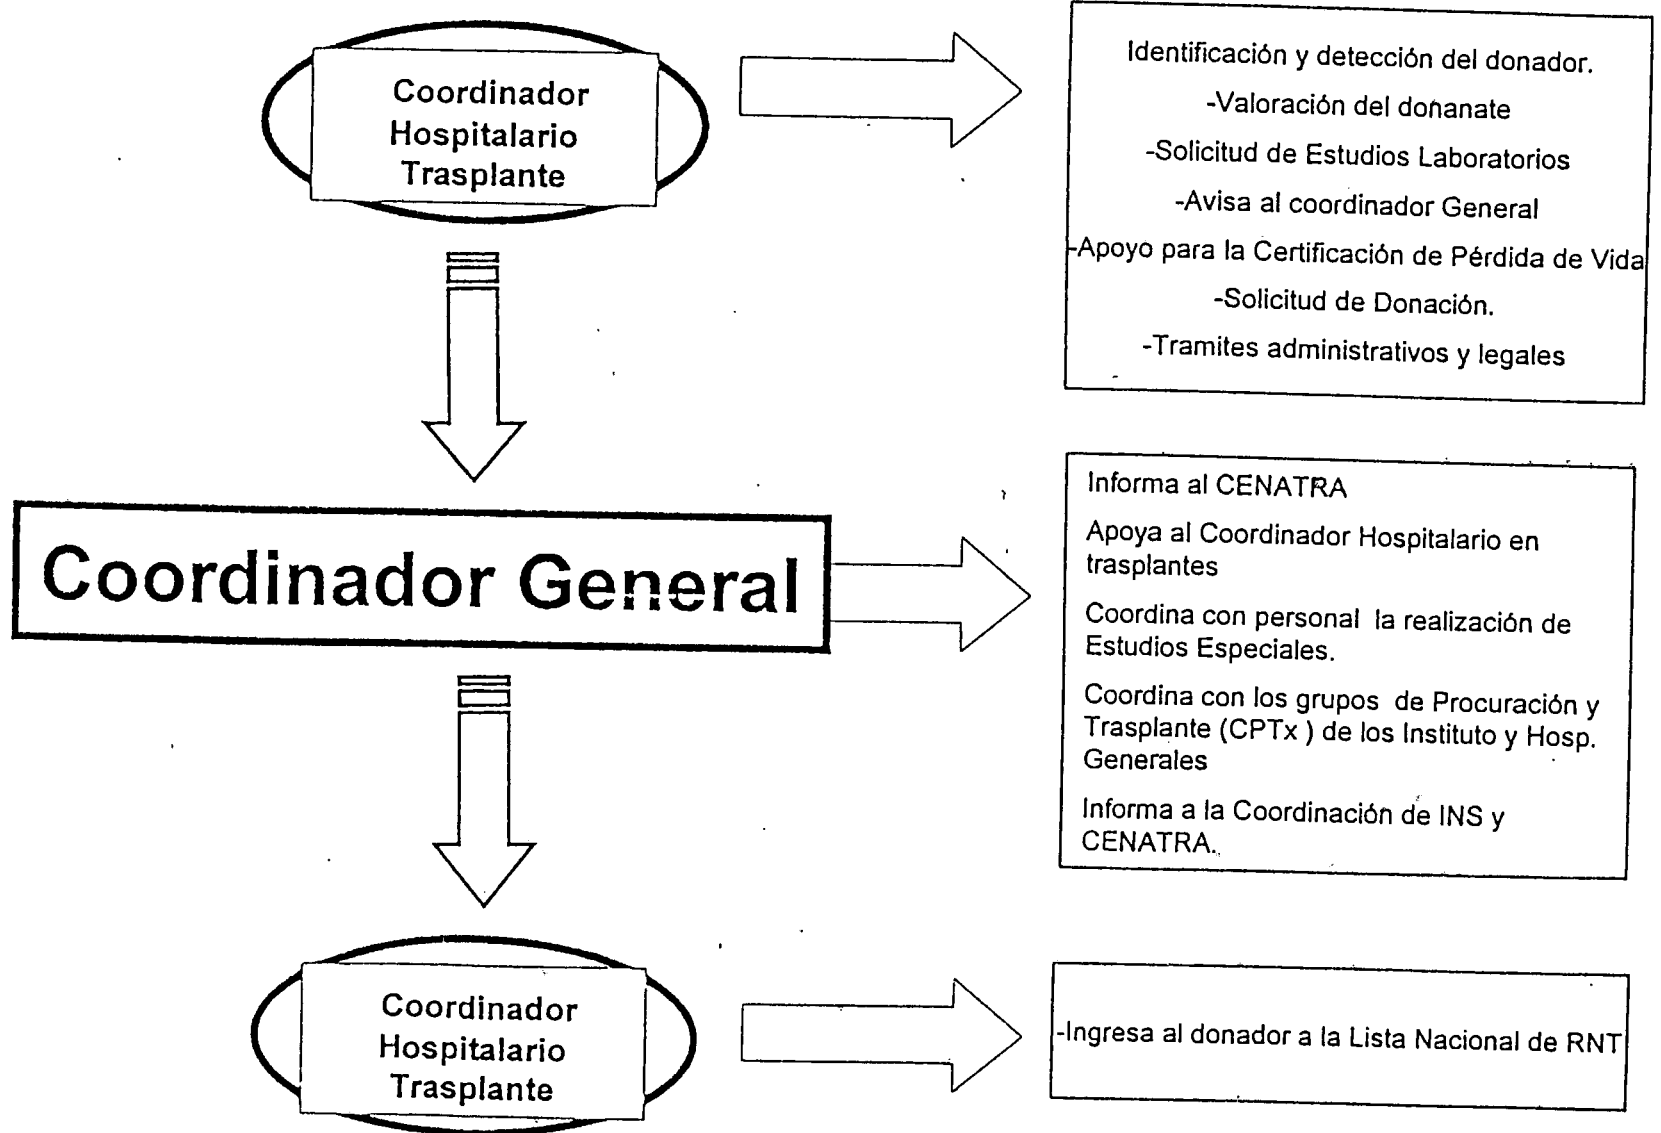 Coordinador
Hospitalario
Trasplante
Identificación y detección del donador.
-Valoración del donanate
-Solicitud de Estudios Laboratorios
-Avisa al coordinador General
-Apoyo para la Certificación de Pérdida de Vida
-Solicitud de Donación.
-Tramites administrativos y legales
Coordinador General
Informa al CENATRA
Apoya al Coordinador Hospitalario en
trasplantes
Coordina con personal la realización de
Estudios Especiales.
Coordina con los grupos de Procuración y
Trasplante (CPTx ) de los Instituto y Hosp.
Generales
Informa a la Coordinación de INS y
CENATRA.
Coordinador
Hospitalario
Trasplante
-Ingresa al donador a la Lista Nacional de RNT